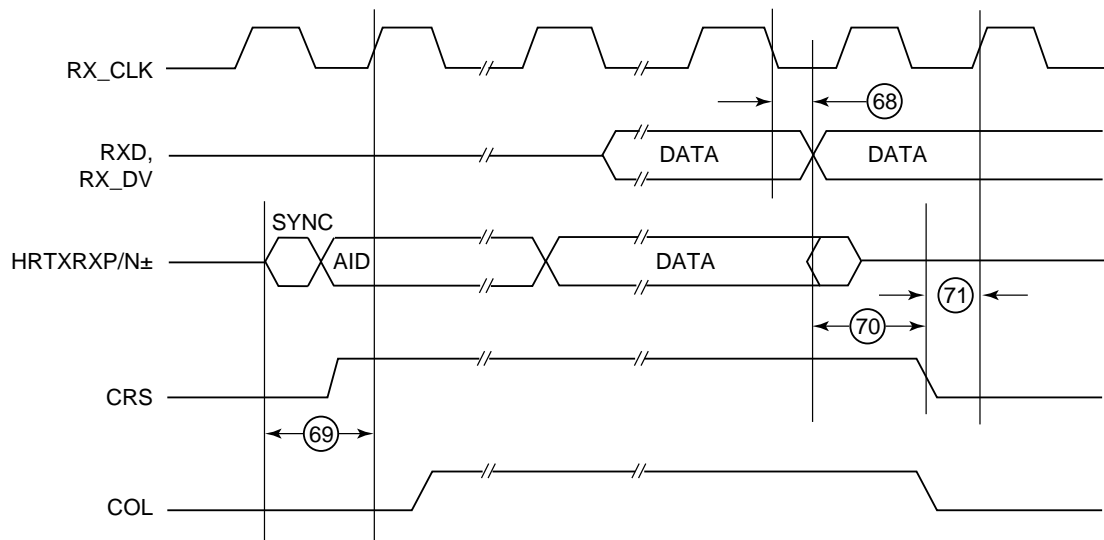 RX_CLK
68
RXD,
RX_DV
DATA
DATA
SYNC
HRTXRXP/N±
AID
DATA
71
70
CRS
69
COL